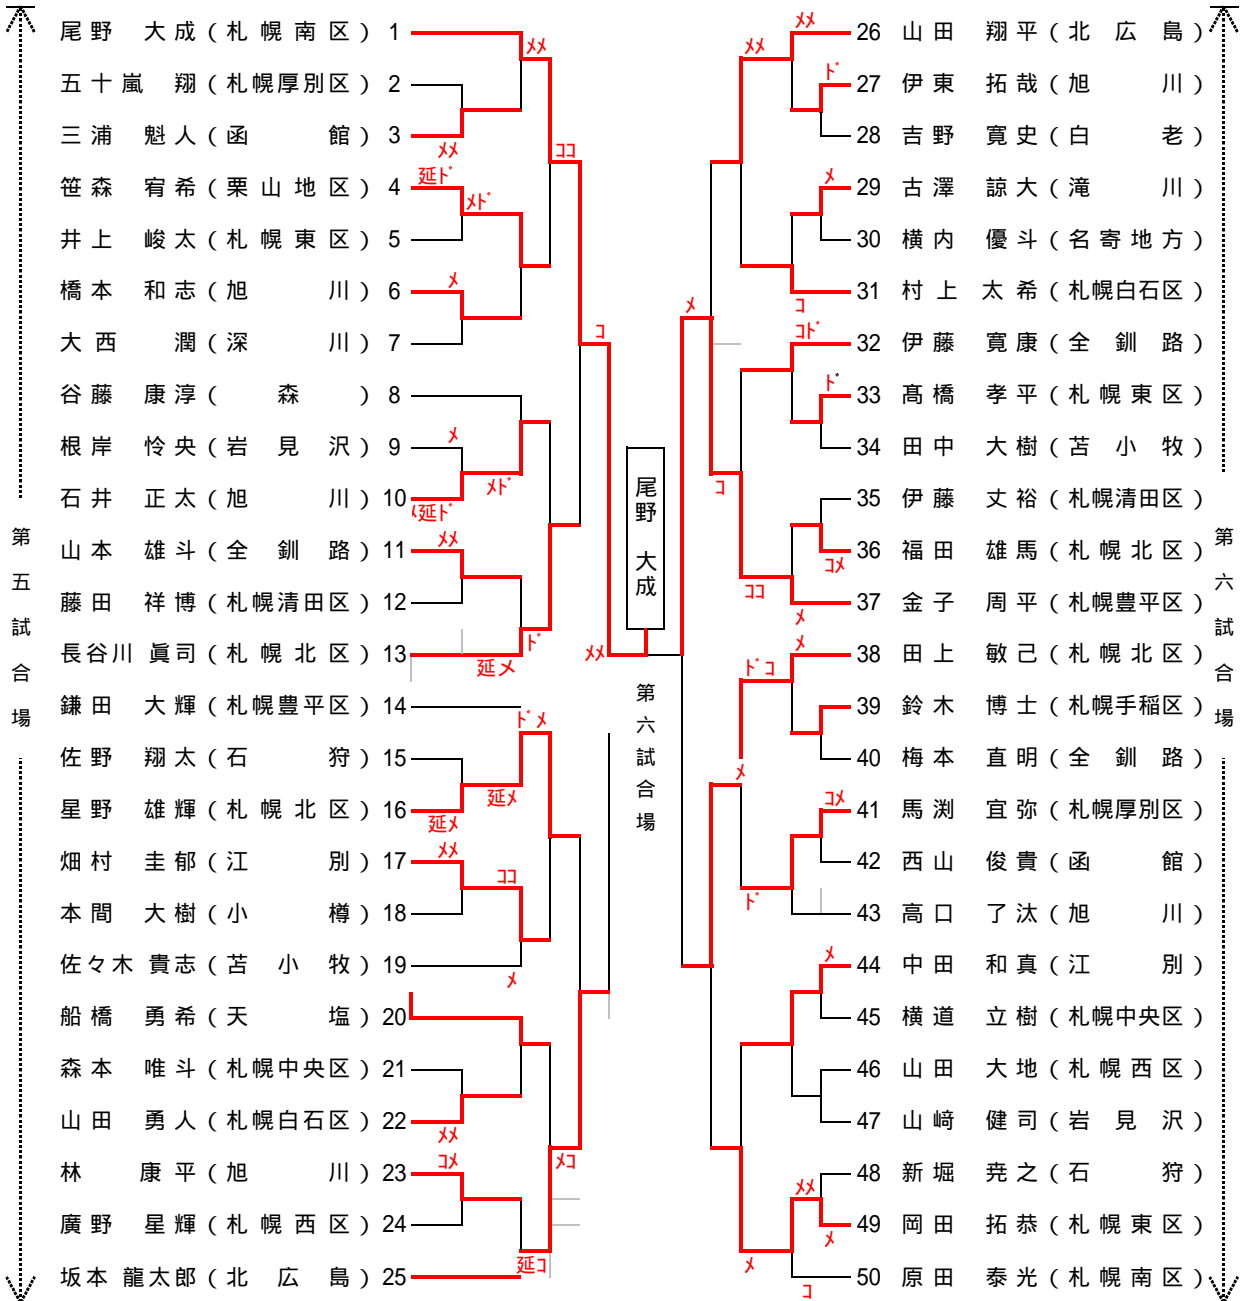 尾野 大成（札幌南区）1
五十嵐 翔（札幌厚別区）2
三浦 魁人（函館）3
笹森 宥希（栗山地区）4
井上 峻太（札幌東区）5
橋本 和志（旭川）6
大西 潤（深川）7
谷藤 康淳（森）8
根岸 怜央（岩見沢）9
石井 正太（旭川）10
山本 雄斗（全釧路）11
藤田 祥博（札幌清田区）12
長谷川 眞司（札幌北区）13
鎌田 大輝（札幌豊平区）14
佐野 翔太（石狩）15
星野 雄輝（札幌北区）16
畑村 圭郁（江別）17
本間 大樹（小樽）18
佐々木 貴志（苫小牧）19
船橋 勇希（天塩）20
森本 唯斗（札幌中央区）21
山田 勇人（札幌白石区）22
林 康平（旭川）23
廣野 星輝（札幌西区）24
坂本 龍太郎（北広島）25
第五試合場
ﾒﾒ
ﾒﾒ
延ﾄﾞ
ﾒﾄﾞ
ﾒ
ｺｺ
ﾒ
ﾒﾄﾞ
ﾒ延ﾄﾞ
ﾒﾒ
ﾄﾞ
延メ
ｺ
ﾒﾒ
ﾄﾞﾒ
延ﾒ
延ﾒ
ﾒﾒ
ｺｺ
ﾒ
ﾒﾒ
ｺﾒ
ﾒｺ
延ｺ
尾野 大成
第六試合場
26 山田 翔平（北広島）
27 伊東 拓哉（旭川）
28 吉野 寛史（白老）
29 古澤 諒大（滝川）
30 横内 優斗（名寄地方）
31 村上 太希（札幌白石区）
32 伊藤 寛康（全釧路）
33 髙橋 孝平（札幌東区）
34 田中 大樹（苫小牧）
35 伊藤 丈裕（札幌清田区）
36 福田 雄馬（札幌北区）
37 金子 周平（札幌豊平区）
38 田上 敏己（札幌北区）
39 鈴木 博士（札幌手稲区）
40 梅本 直明（全釧路）
41 馬渕 宜弥（札幌厚別区）
42 西山 俊貴（函館）
43 高口 了汰（旭川）
44 中田 和真（江別）
45 横道 立樹（札幌中央区）
46 山田 大地（札幌西区）
47 山﨑 健司（岩見沢）
48 新堀 尭之（石狩）
49 岡田 拓恭（札幌東区）
50 原田 泰光（札幌南区）
第六試合場
ﾒﾒ
ﾒﾒ
ﾄﾞ
ﾒ
ｺ
ﾒ
ｺﾄﾞ
ﾄﾞ
ｺ
ｺﾒ
ｺｺ
ﾒ
ﾒ
ﾄﾞｺ
ﾒ
ｺﾒ
ﾄﾞ
ﾒ
ﾒﾒ
ﾒ
ﾒ
ｺ